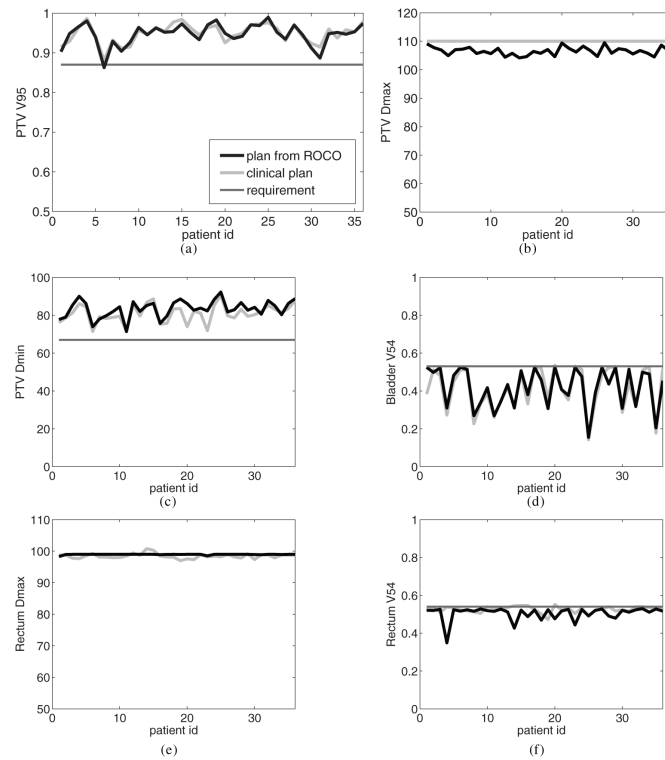 1
0.9
0.8
0.7
0.6
0.5
PTV V95
0 5 10 15 20 25 30 35
patient id
plan from ROCO
clinical plan
requirement
(a)
120
110
100
90
80
70
60
50
PTV Dmax
0 10 20 30
patient id
(b)
100
80
60
40
20
0
PTV Dmin
0 10 20 30
patient id
(c)
1
0.8
0.6
0.4
0.2
0
Bladder V54
0 10 20 30
patient id
(d)
110
100
90
80
70
60
50
Rectum Dmax
0 10 20 30
patient id
(e)
1
0.8
0.6
0.4
0.2
0
Rectum V54
0 10 20 30
patient id
(f)